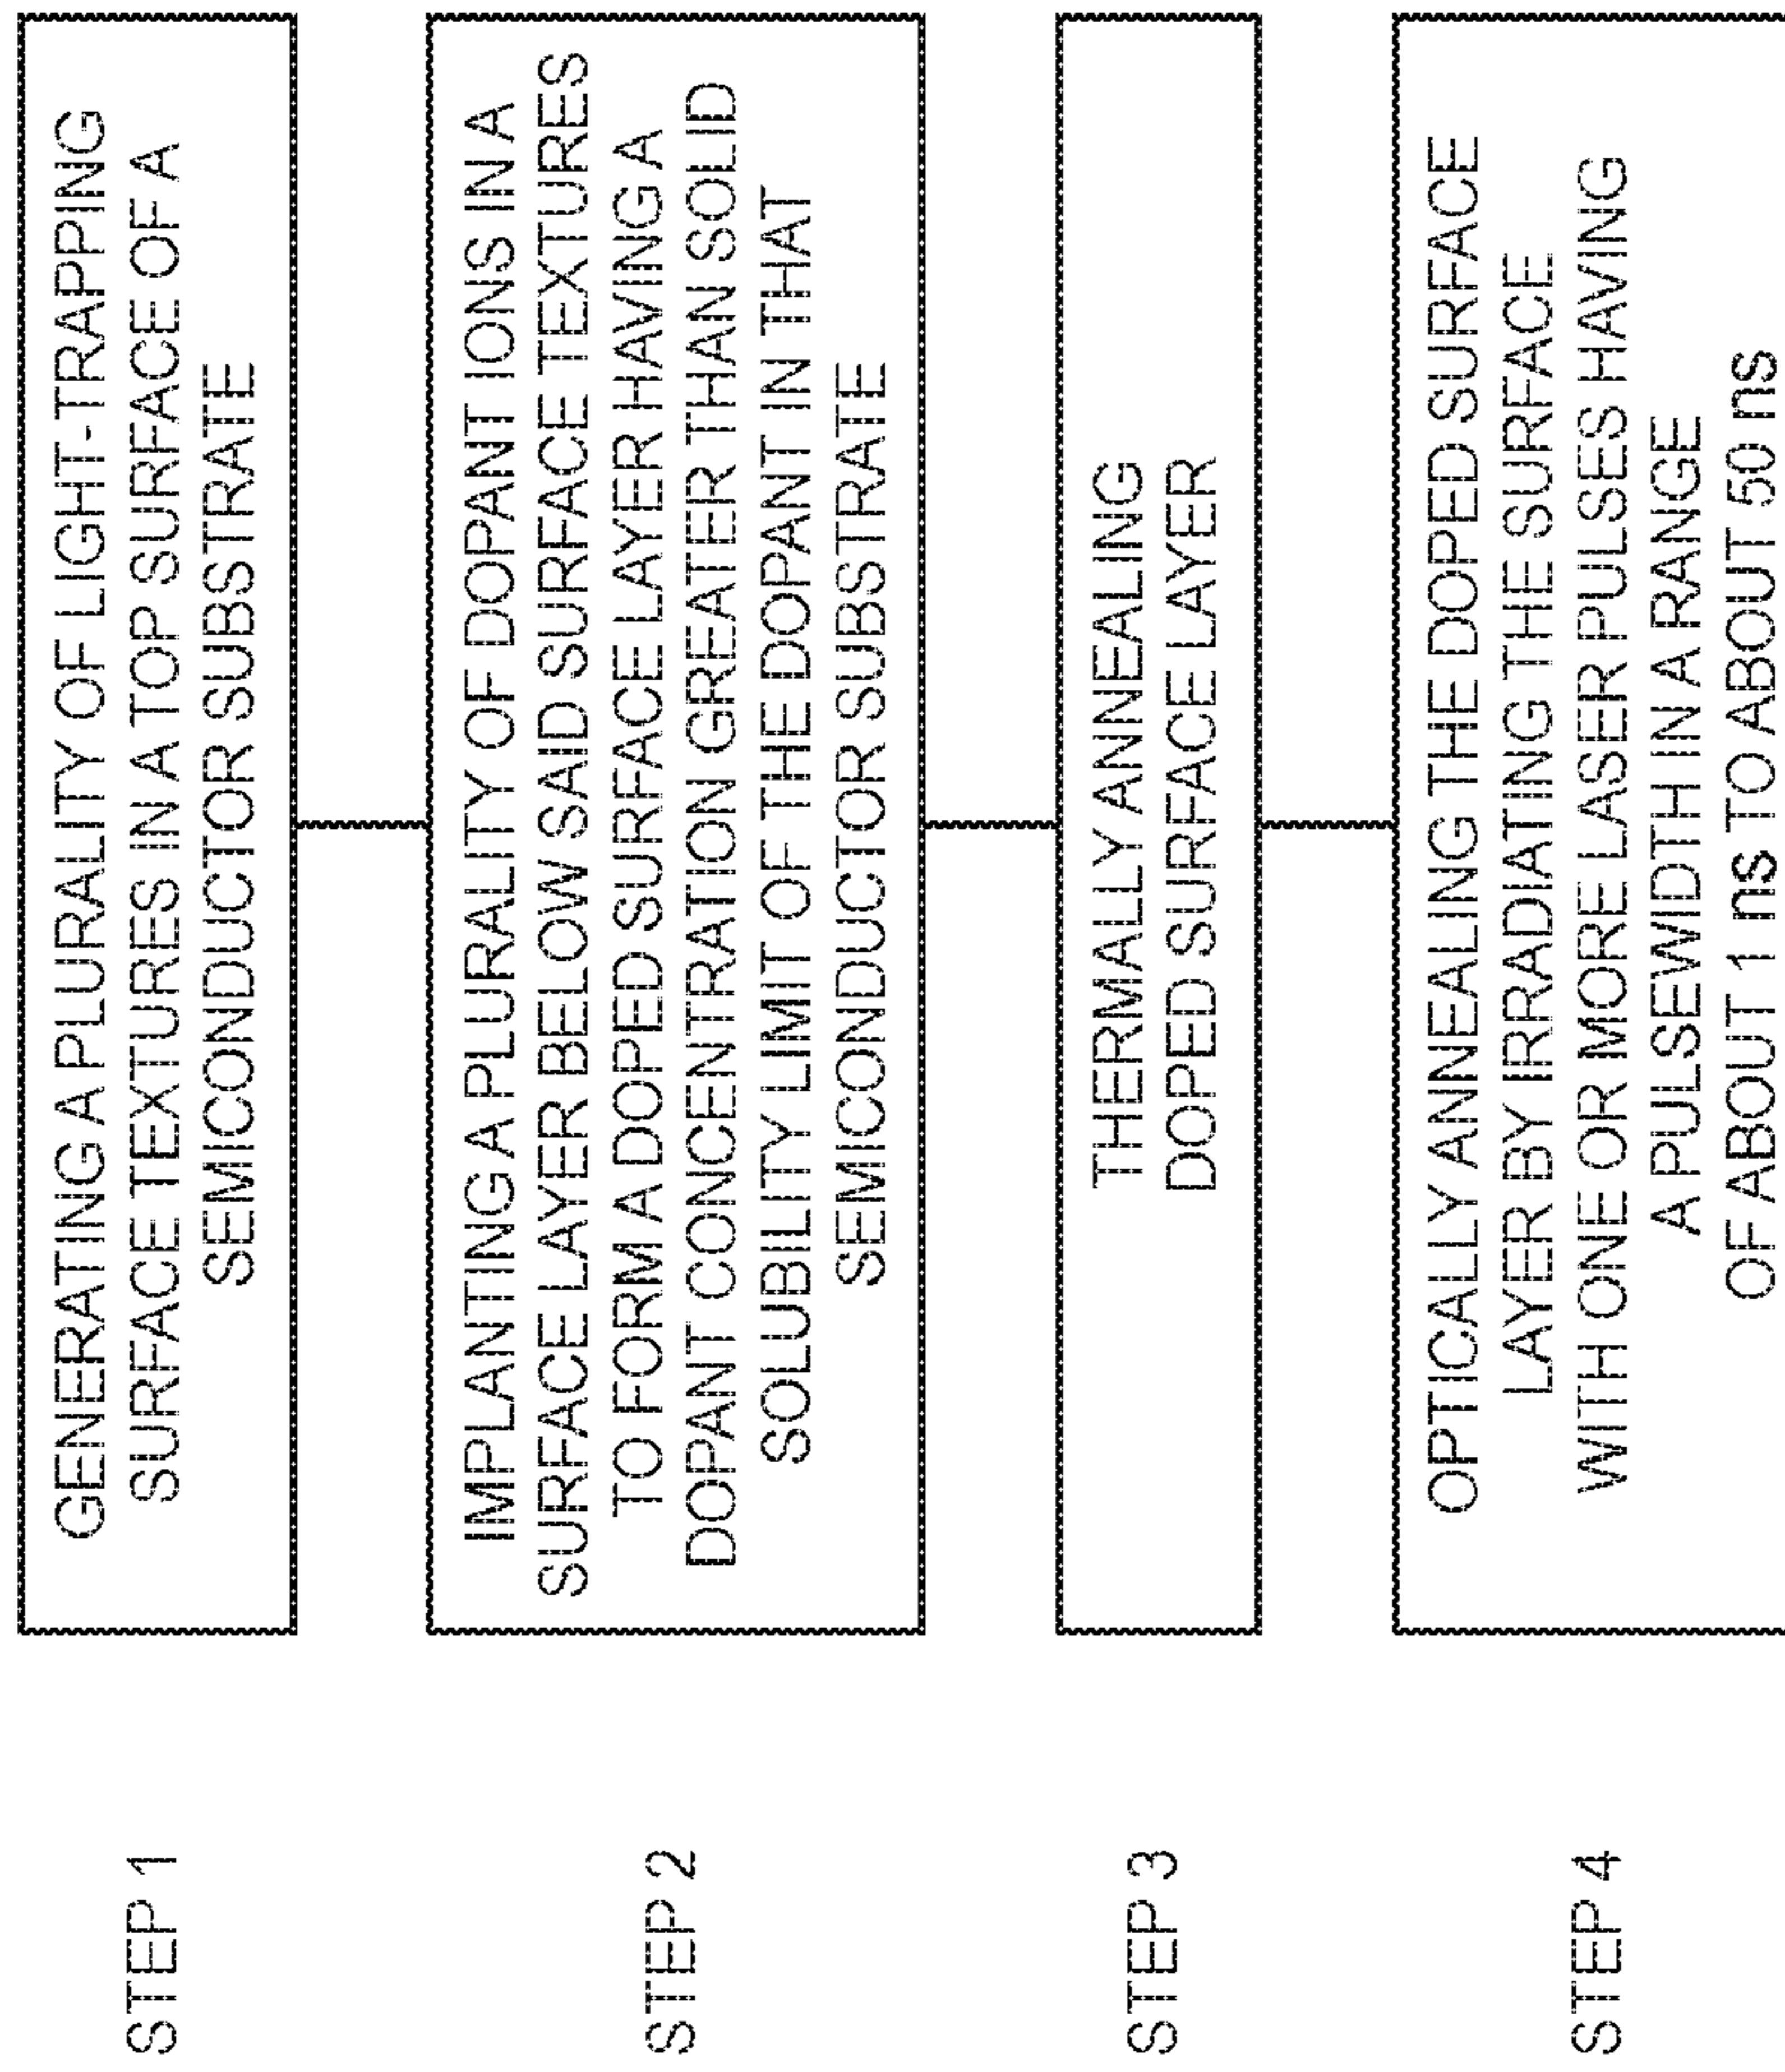 STEP 1
GENERATING A PLURALITY OF LIGHT-TRAPPING
SURFACE TEXTURES IN A TOP SURFACE OF A
SEMICONDUCTOR SUBSTRATE
STEP 2
IMPLANTING A PLURALITY OF DOPANT IONS IN A
SURFACE LAYER BELOW SAID SURFACE TEXTURES
TO FORM A DOPED SURFACE LAYER HAVING A
DOPANT CONCENTRATION GREATER THAN SOLID
SOLUBILITY LIMIT OF THE DOPANT IN THAT
SEMICONDUCTOR SUBSTRATE
STEP 3
THERMALLY ANNEALING
DOPED SURFACE LAYER
STEP 4
OPTICALLY ANNEALING THE DOPED SURFACE
LAYER BY IRRADIATING THE SURFACE
WITH ONE OR MORE LASER PULSES HAVING
A PULSEWIDTH IN A RANGE
OF ABOUT 1 ns TO ABOUT 50 ns